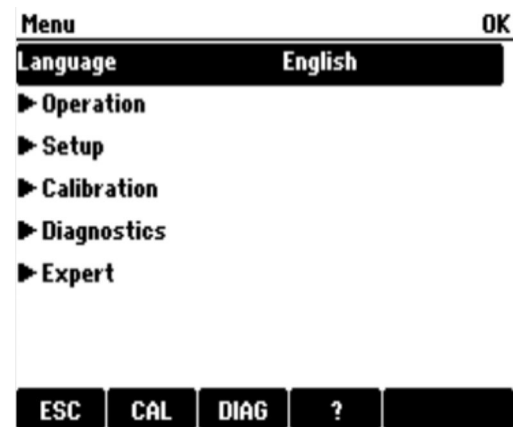 Menu OK
Language English
Operation
Setup
Calibration
Diagnostics
Expert
ESC CAL DIAG ?